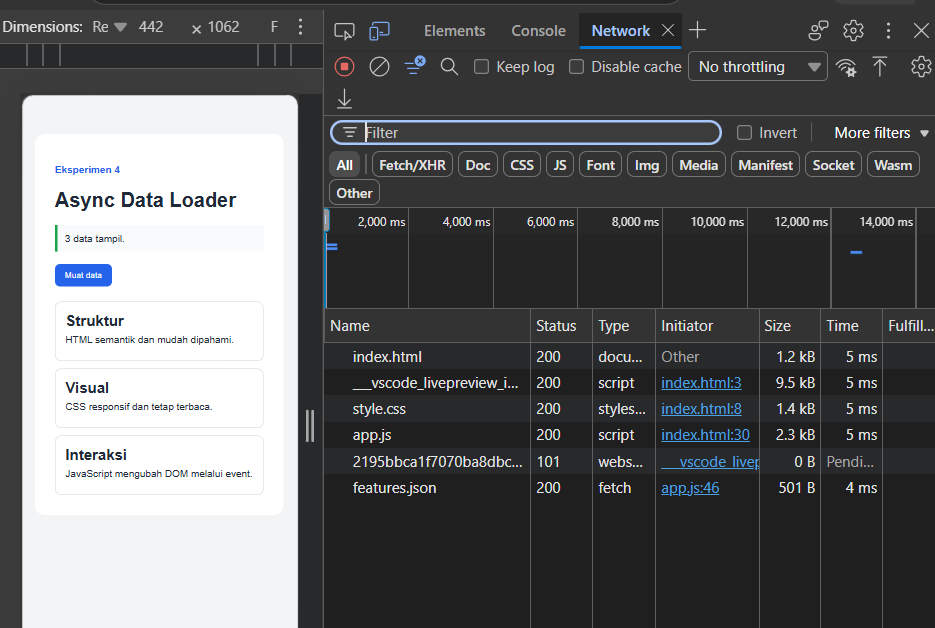 Dimensions: Re 442 × 1062 F
Elements Console Network
Keep log Disable cache No throttling
Filter Invert More filters
All Fetch/XHR Doc CSS JS Font Img Media Manifest Socket Wasm
Other
2,000 ms 4,000 ms 6,000 ms 8,000 ms 10,000 ms 12,000 ms 14,000 ms
Name Status Type Initiator Size Time Fulfill...
index.html 200 docu... Other 1.2 kB 5 ms
___vscode_livepreview_i... 200 script index.html:3 9.5 kB 5 ms
style.css 200 styles... index.html:8 1.4 kB 5 ms
app.js 200 script index.html:30 2.3 kB 5 ms
2195bbca1f7070ba8dbc... 101 webs... ___vscode_livep 0 B Pendi...
features.json 200 fetch app.js:46 501 B 4 ms
Eksperimen 4
Async Data Loader
3 data tampil.
Muat data
Struktur
HTML semantik dan mudah dipahami.
Visual
CSS responsif dan tetap terbaca.
Interaksi
JavaScript mengubah DOM melalui event.